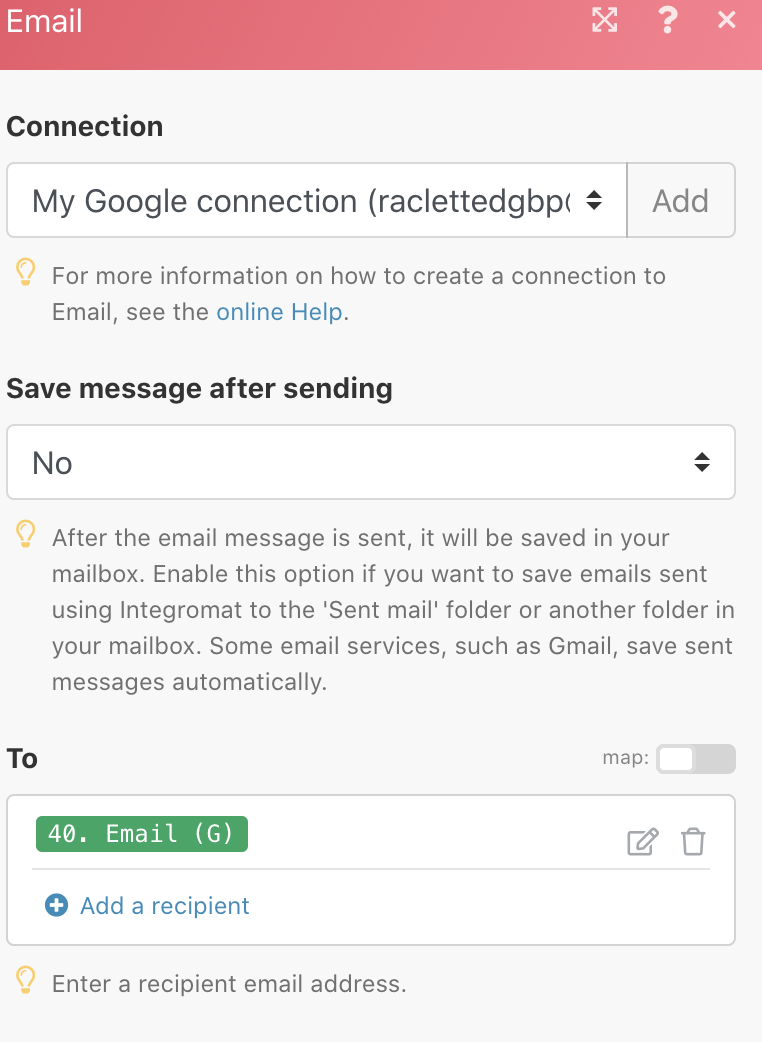 Email
Connection
My Google connection (raclettedgbp
Add
For more information on how to create a connection to
Email, see the online Help.
Save message after sending
No
After the email message is sent, it will be saved in your
mailbox. Enable this option if you want to save emails sent
using Integromat to the 'Sent mail' folder or another folder in
your mailbox. Some email services, such as Gmail, save sent
messages automatically.
To
map:
40. Email (G)
Add a recipient
Enter a recipient email address.